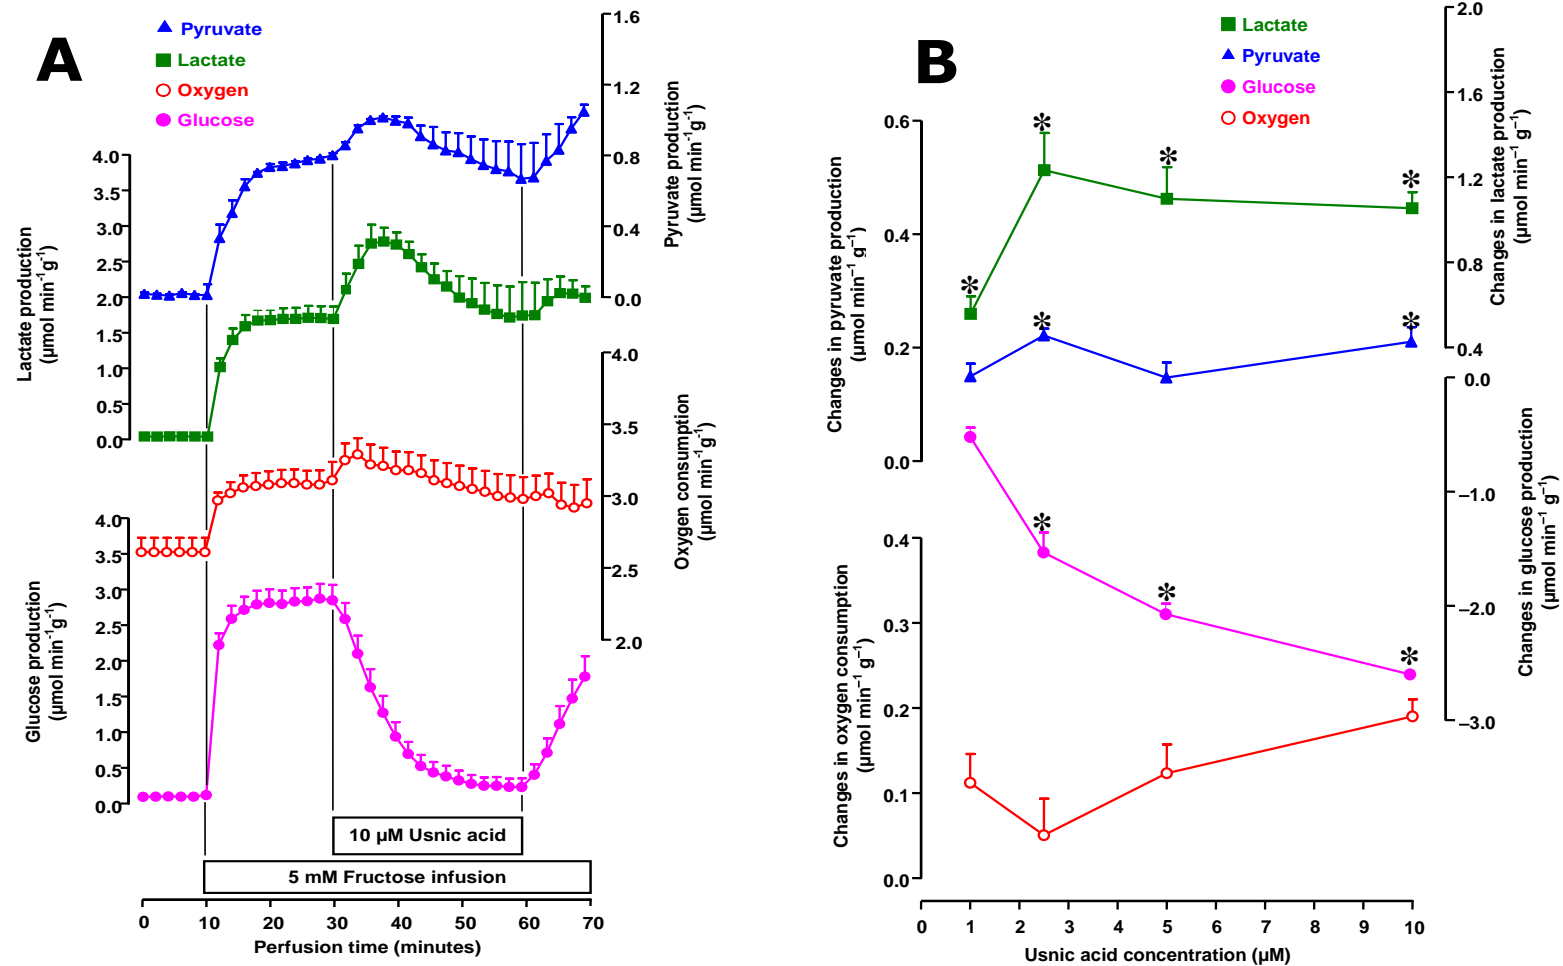 A
Pyruvate
Lactate
Oxygen
Glucose
1.6
1.2
0.8
0.4
0.0
Pyruvate production
(µmol min-1g-1)
4.0
3.5
3.0
2.5
2.0
1.5
1.0
0.5
0.0
Lactate production
(µmol min-1g-1)
4.0
3.5
3.0
2.5
2.0
Oxygen consumption
(µmol min-1g-1)
4.0
3.5
3.0
2.5
2.0
1.5
1.0
0.5
0.0
Glucose production
(µmol min-1g-1)
10 µM Usnic acid
5 mM Fructose infusion
0 10 20 30 40 50 60 70
Perfusion time (minutes)
B
Lactate
Pyruvate
Glucose
Oxygen
2.0
1.6
1.2
0.8
0.4
Changes in lactate production
(µmol min–1 g–1)
0.6
0.4
0.2
0.0
Changes in pyruvate production
(µmol min–1 g–1)
* * * *
* *
* * *
0.0
–1.0
–2.0
–3.0
Changes in glucose production
(µmol min–1 g–1)
0.4
0.3
0.2
0.1
0.0
Changes in oxygen consumption
(µmol min–1 g–1)
0 1 2 3 4 5 6 7 8 9 10
Usnic acid concentration (µM)